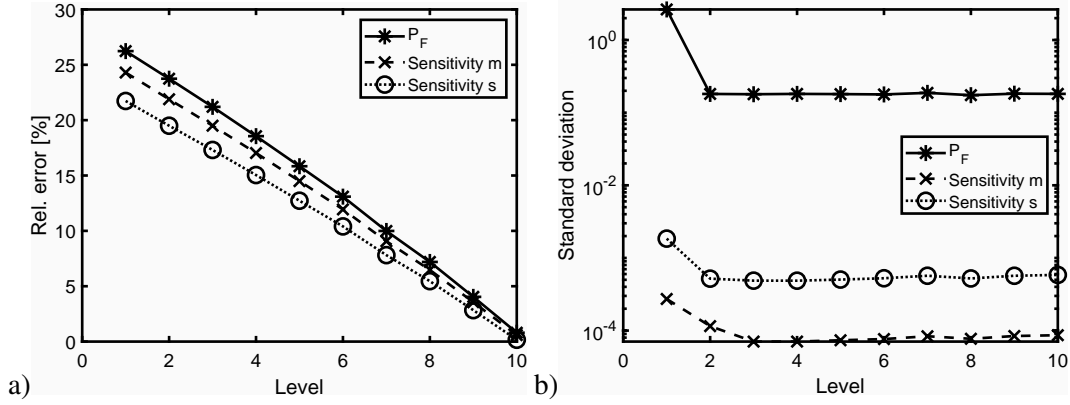 30
25
20
15
10
5
0
Rel. error [%]
0 2 4 6 8 10
Level
P_F
Sensitivity m
Sensitivity s
a)
10^0
10^-2
10^-4
Standard deviation
0 2 4 6 8 10
Level
P_F
Sensitivity m
Sensitivity s
b)